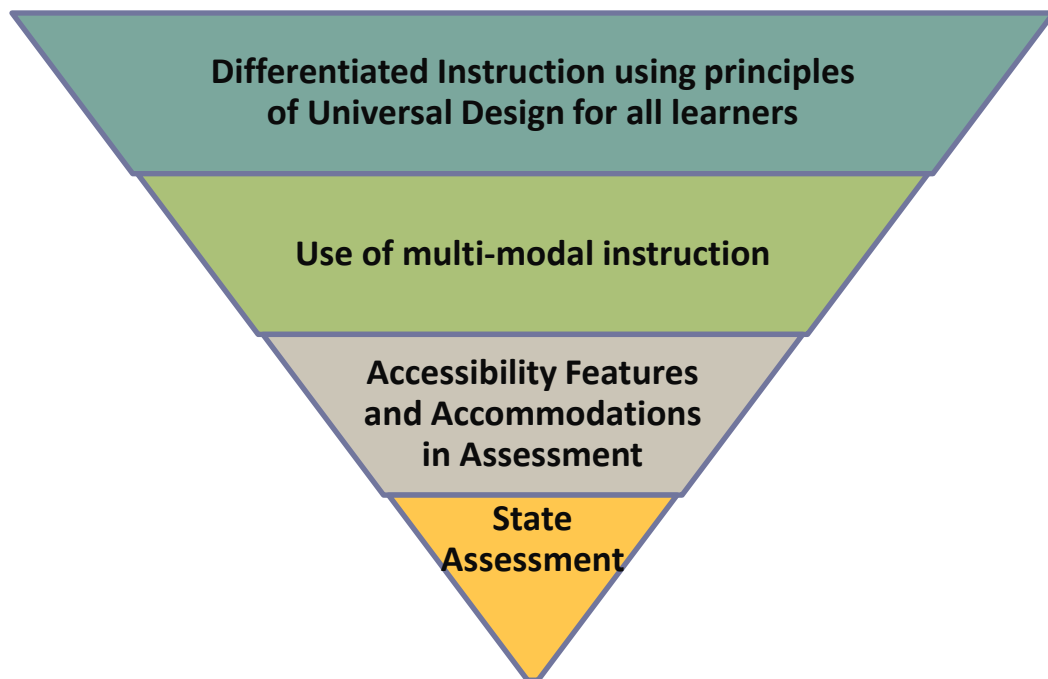 Differentiated Instruction using principles
of Universal Design for all learners
Use of multi-modal instruction
Accessibility Features
and Accommodations
in Assessment
State
Assessment